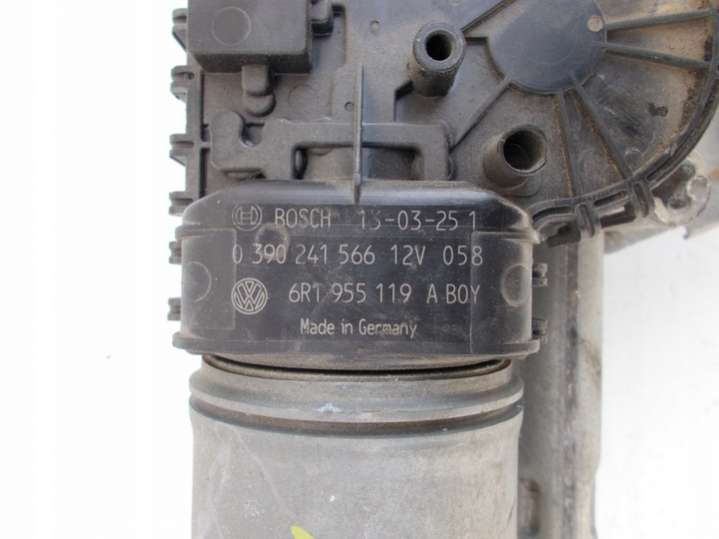 BOSCH 13-03-25 1
0 390 241 566 12V 058
6R1 955 119 A BOY
Made in Germany